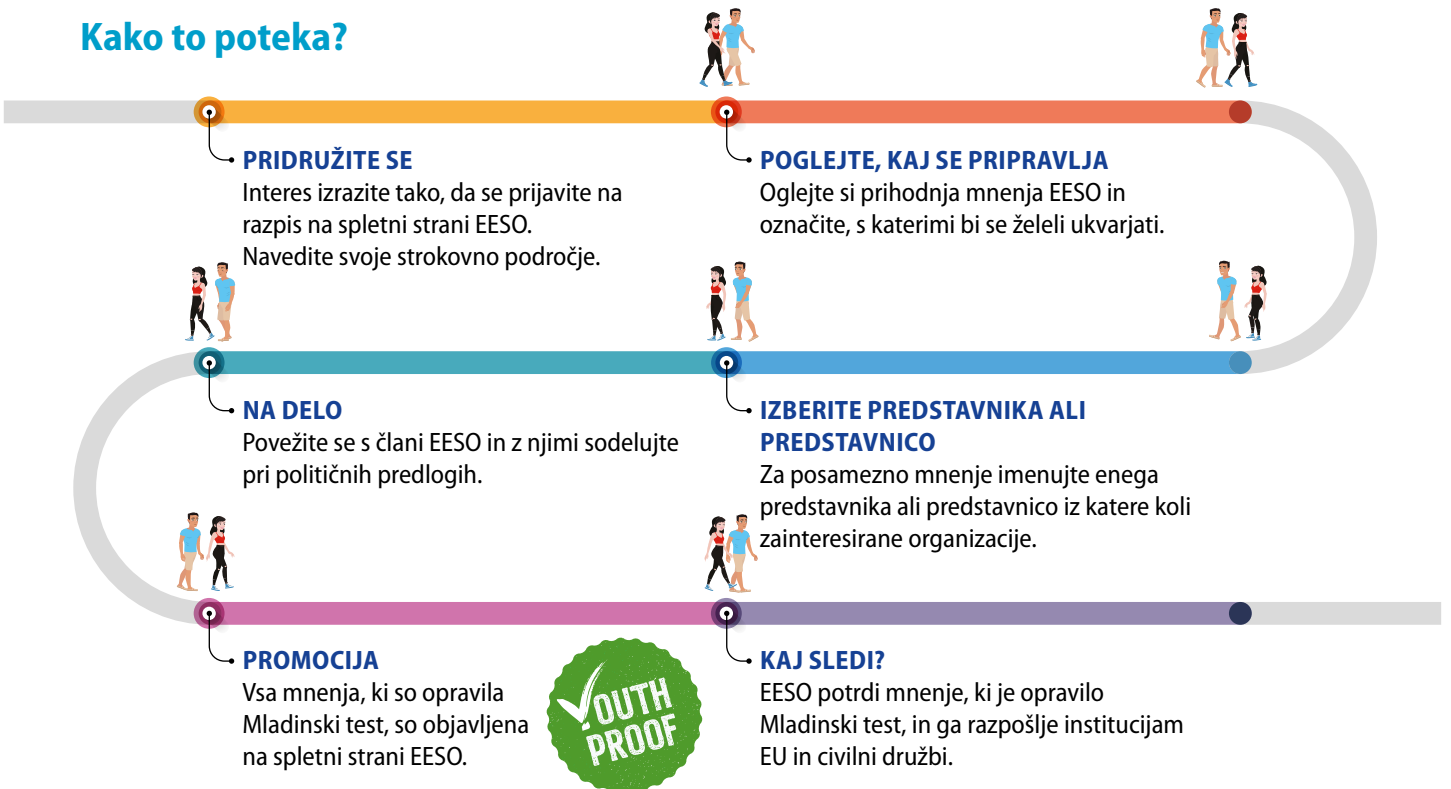 Kako to poteka?
PRIDRUŽITE SE
Interes izrazite tako, da se prijavite na
razpis na spletni strani EESO.
Navedite svoje strokovno področje.
POGLEJTE, KAJ SE PRIPRAVLJA
Oglejte si prihodnja mnenja EESO in
označite, s katerimi bi se želeli ukvarjati.
IZBERITE PREDSTAVNIKA ALI
PREDSTAVNICO
Za posamezno mnenje imenujte enega
predstavnika ali predstavnico iz katere koli
zainteresirane organizacije.
NA DELO
Povežite se s člani EESO in z njimi sodelujte
pri političnih predlogih.
PROMOCIJA
Vsa mnenja, ki so opravila
Mladinski test, so objavljena
na spletni strani EESO.
YOUTH
PROOF
KAJ SLEDI?
EESO potrdi mnenje, ki je opravilo
Mladinski test, in ga razpošlje institucijam
EU in civilni družbi.